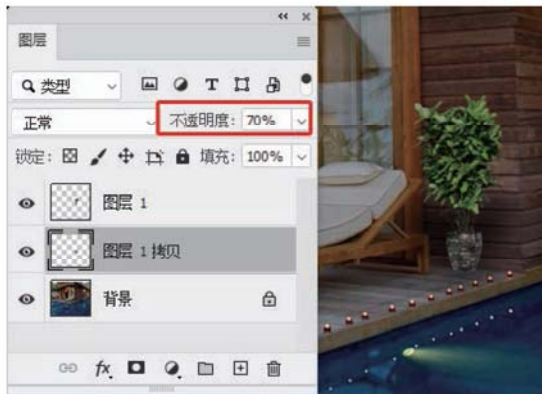 图层
类型
正常 不透明度: 70%
锁定: 填充: 100%
图层 1
图层 1 拷贝
背景
fx